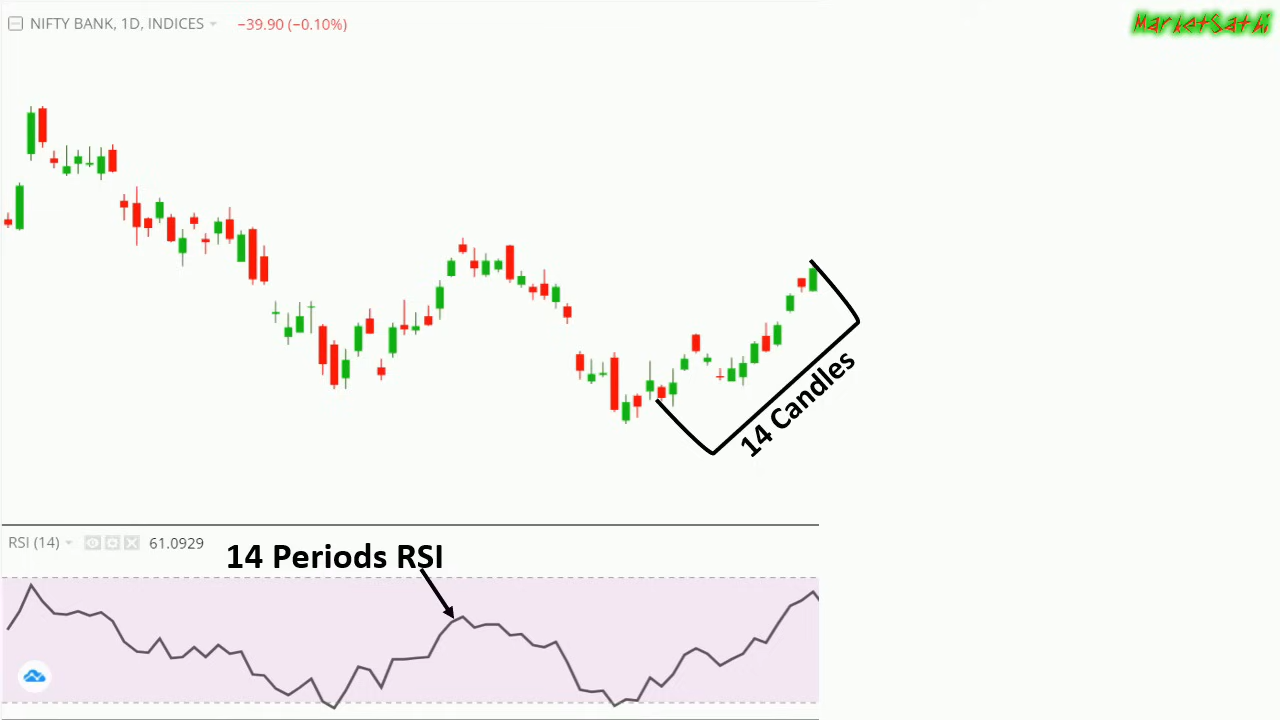 NIFTY BANK, 1D, INDICES −39.90 (−0.10%)
MarketSathi
14 Candles
RSI (14) 61.0929
14 Periods RSI